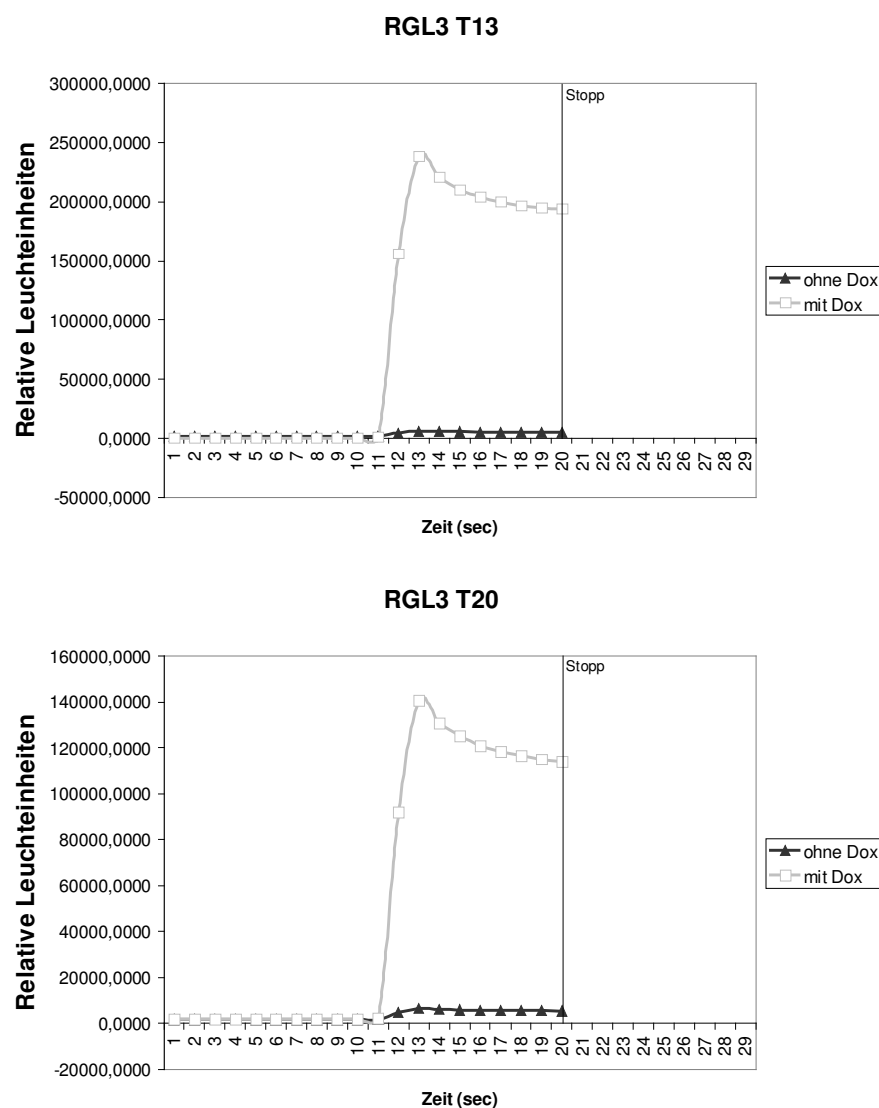 RGL3 T13
Relative Leuchteinheiten
300000,0000
250000,0000
200000,0000
150000,0000
100000,0000
50000,0000
0,0000
-50000,0000
Stopp
1 2 3 4 5 6 7 8 9 10 11 12 13 14 15 16 17 18 19 20 21 22 23 24 25 26 27 28 29
Zeit (sec)
ohne Dox
mit Dox
RGL3 T20
Relative Leuchteinheiten
160000,0000
140000,0000
120000,0000
100000,0000
80000,0000
60000,0000
40000,0000
20000,0000
0,0000
-20000,0000
Stopp
1 2 3 4 5 6 7 8 9 10 11 12 13 14 15 16 17 18 19 20 21 22 23 24 25 26 27 28 29
Zeit (sec)
ohne Dox
mit Dox